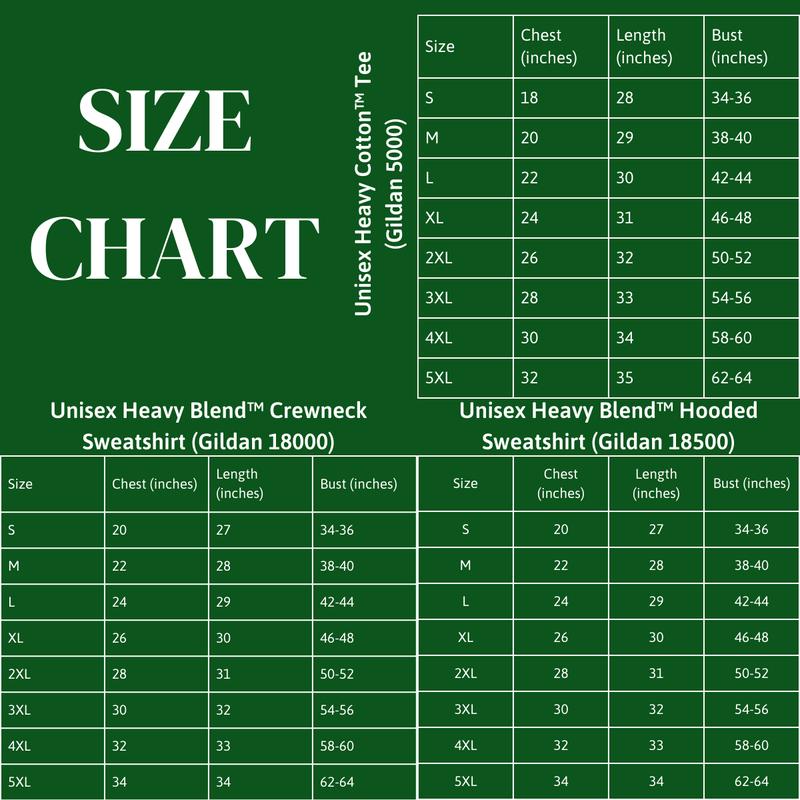 SIZE
CHART
Unisex Heavy Cotton™ Tee
(Gildan 5000)
Size Chest (inches) Length (inches) Bust (inches)
S 18 28 34-36
M 20 29 38-40
L 22 30 42-44
XL 24 31 46-48
2XL 26 32 50-52
3XL 28 33 54-56
4XL 30 34 58-60
5XL 32 35 62-64
Unisex Heavy Blend™ Crewneck
Sweatshirt (Gildan 18000)
Size Chest (inches) Length (inches) Bust (inches)
S 20 27 34-36
M 22 28 38-40
L 24 29 42-44
XL 26 30 46-48
2XL 28 31 50-52
3XL 30 32 54-56
4XL 32 33 58-60
5XL 34 34 62-64
Unisex Heavy Blend™ Hooded
Sweatshirt (Gildan 18500)
Size Chest (inches) Length (inches) Bust (inches)
S 20 27 34-36
M 22 28 38-40
L 24 29 42-44
XL 26 30 46-48
2XL 28 31 50-52
3XL 30 32 54-56
4XL 32 33 58-60
5XL 34 34 62-64